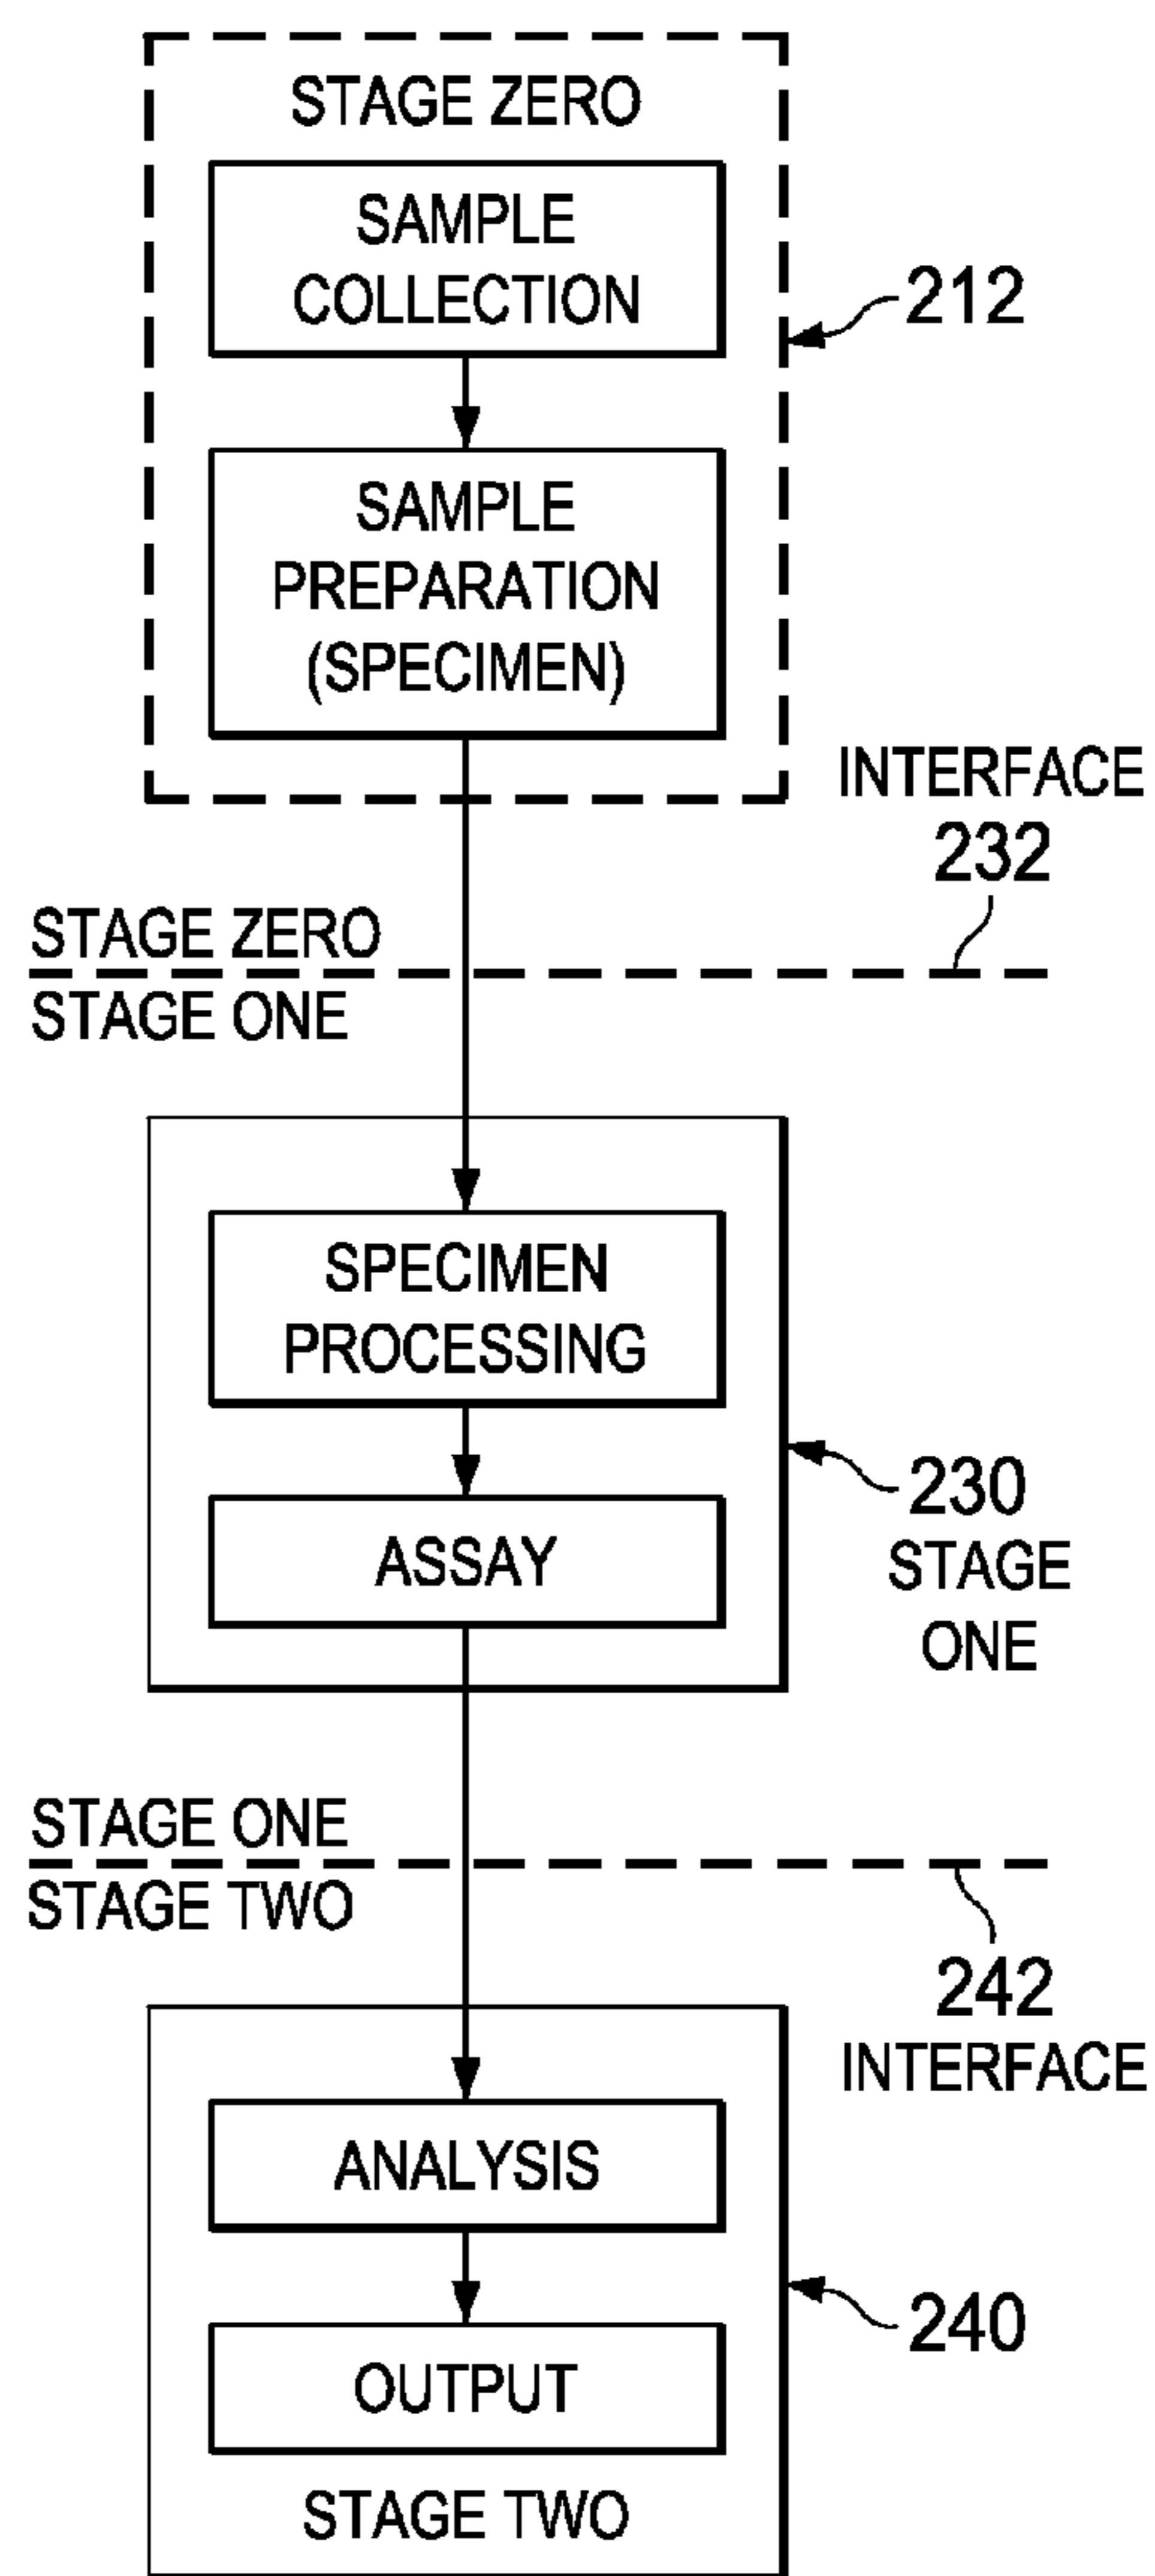 STAGE ZERO
SAMPLE
COLLECTION
212
SAMPLE
PREPARATION
(SPECIMEN)
INTERFACE
232
STAGE ZERO
STAGE ONE
SPECIMEN
PROCESSING
230
STAGE
ONE
ASSAY
STAGE ONE
STAGE TWO
242
INTERFACE
ANALYSIS
240
OUTPUT
STAGE TWO